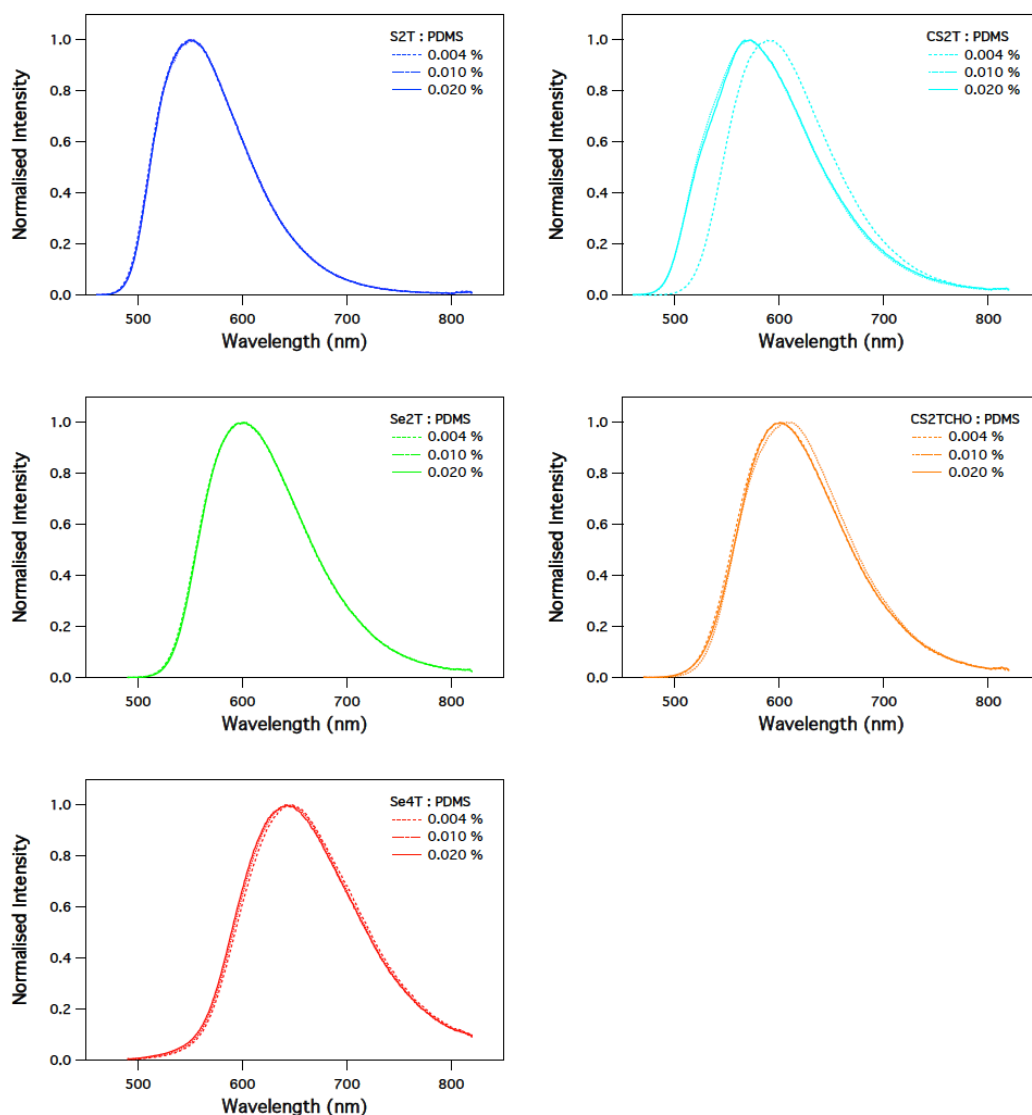 S2T : PDMS
0.004 %
0.010 %
0.020 %
Normalised Intensity
1.0
0.8
0.6
0.4
0.2
0.0
500 600 700 800
Wavelength (nm)
CS2T : PDMS
0.004 %
0.010 %
0.020 %
Normalised Intensity
1.0
0.8
0.6
0.4
0.2
0.0
500 600 700 800
Wavelength (nm)
Se2T : PDMS
0.004 %
0.010 %
0.020 %
Normalised Intensity
1.0
0.8
0.6
0.4
0.2
0.0
500 600 700 800
Wavelength (nm)
CS2TCHO : PDMS
0.004 %
0.010 %
0.020 %
Normalised Intensity
1.0
0.8
0.6
0.4
0.2
0.0
500 600 700 800
Wavelength (nm)
Se4T : PDMS
0.004 %
0.010 %
0.020 %
Normalised Intensity
1.0
0.8
0.6
0.4
0.2
0.0
500 600 700 800
Wavelength (nm)